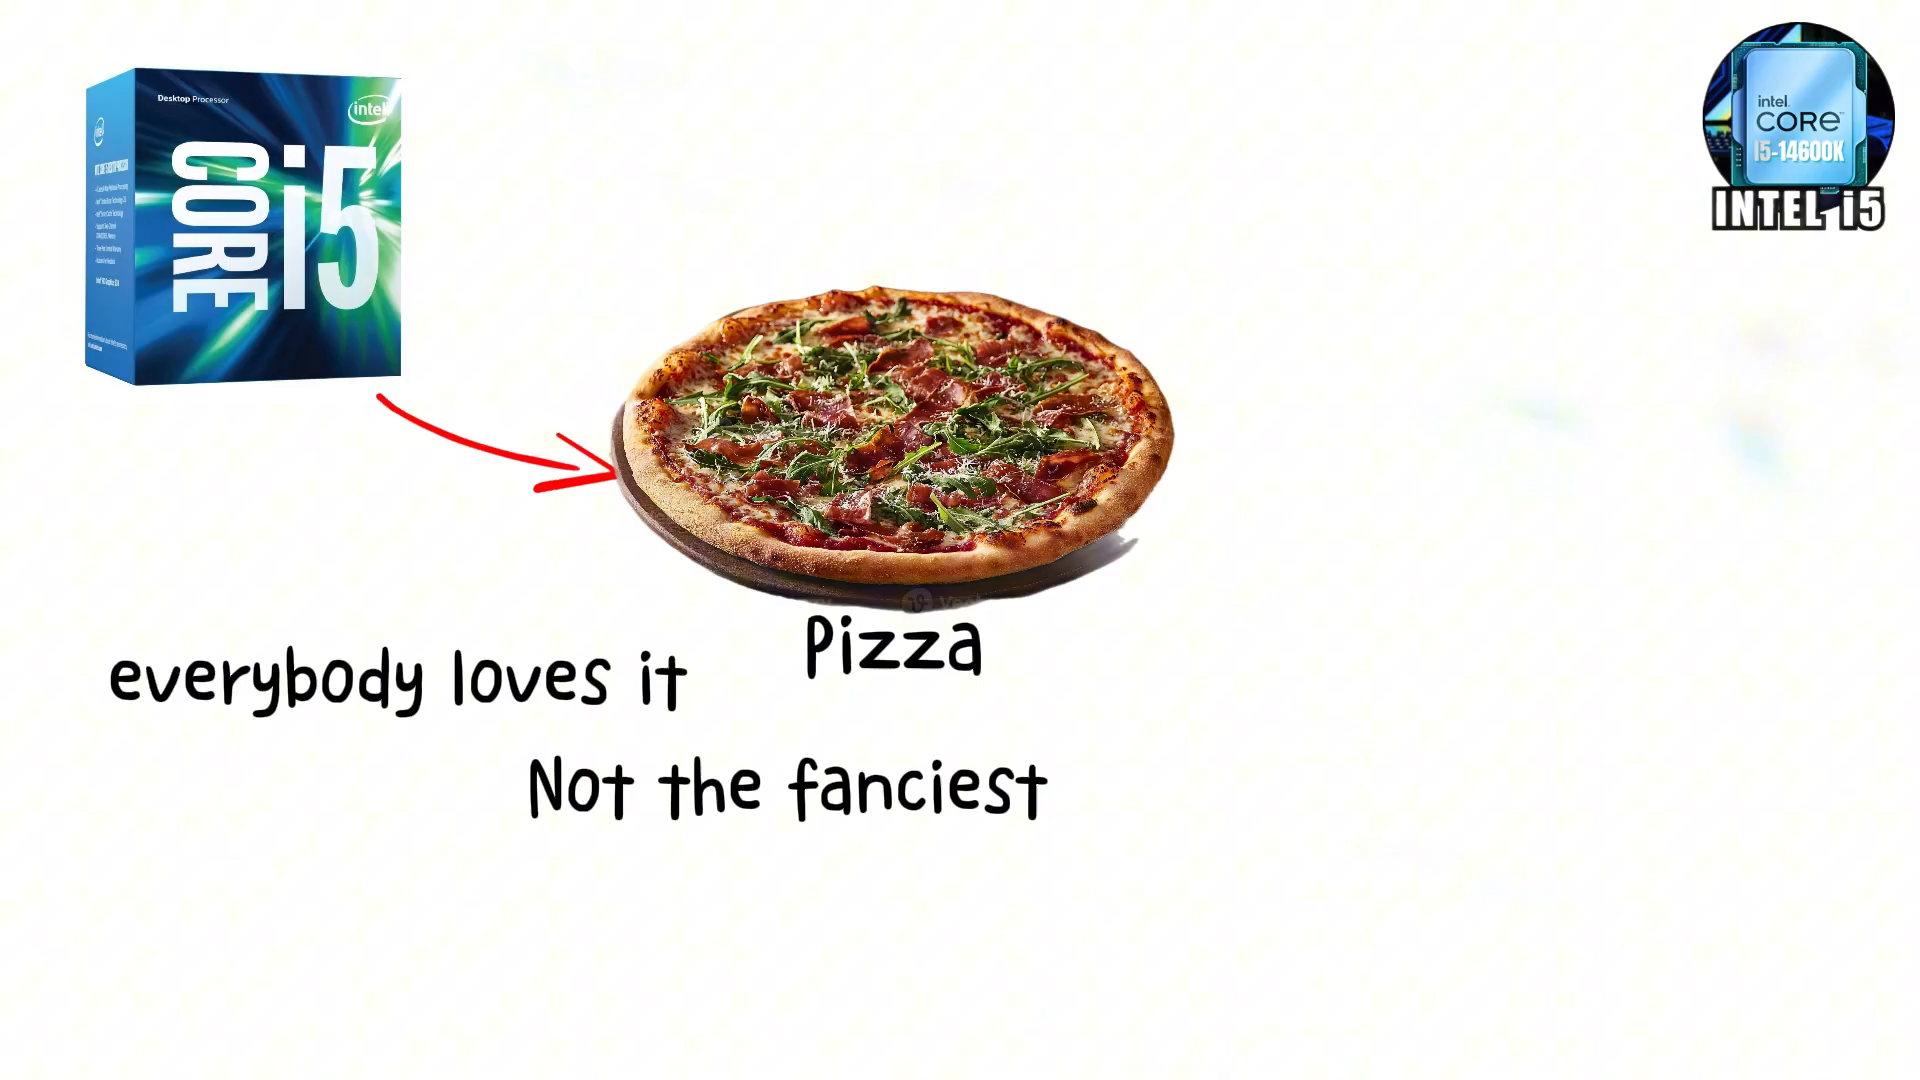 Desktop Processor
intel
CORE i5
intel
CORE
i5-14600K
INTEL i5
Pizza
everybody loves it
Not the fanciest